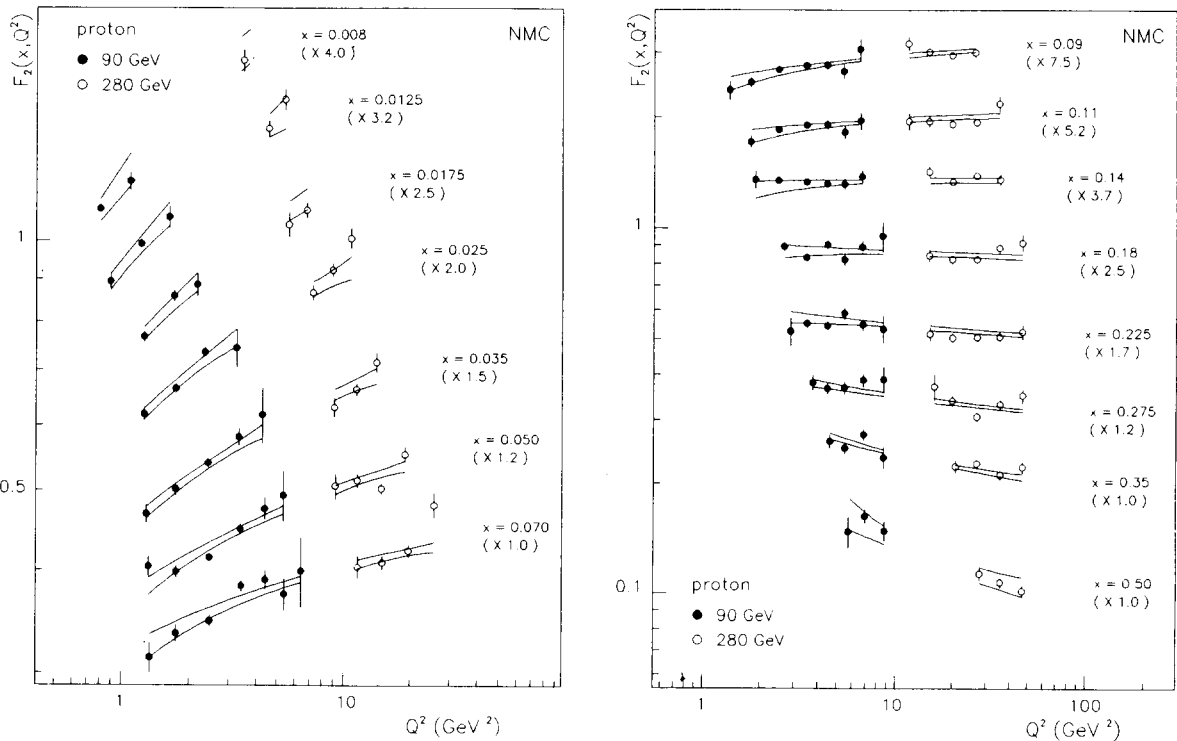 F₂(x,Q²)
proton
● 90 GeV
○ 280 GeV
NMC
x = 0.008
( X 4.0 )
x = 0.0125
( X 3.2 )
x = 0.0175
( X 2.5 )
x = 0.025
( X 2.0 )
x = 0.035
( X 1.5 )
x = 0.050
( X 1.2 )
x = 0.070
( X 1.0 )
1
0.5
1
10
Q² (GeV²)
F₂(x,Q²)
NMC
x = 0.09
( X 7.5 )
x = 0.11
( X 5.2 )
x = 0.14
( X 3.7 )
x = 0.18
( X 2.5 )
x = 0.225
( X 1.7 )
x = 0.275
( X 1.2 )
x = 0.35
( X 1.0 )
x = 0.50
( X 1.0 )
proton
● 90 GeV
○ 280 GeV
1
0.1
1
10
100
Q² (GeV²)